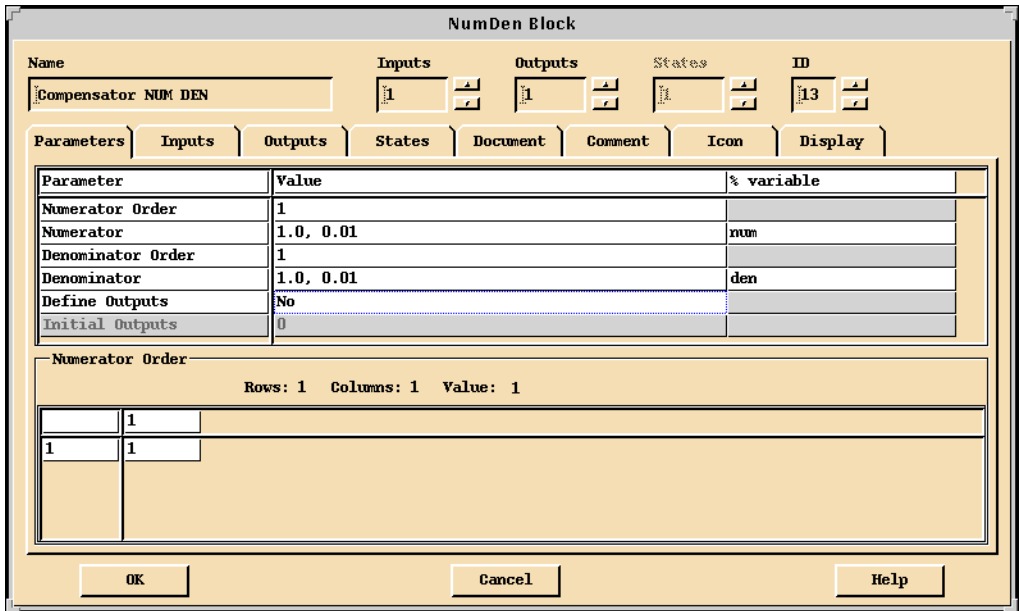 NumDen Block
Name Inputs Outputs States ID
Compensator NUM DEN 1 1 1 13
Parameters Inputs Outputs States Document Comment Icon Display
Parameter Value % variable
Numerator Order 1
Numerator 1.0, 0.01 num
Denominator Order 1
Denominator 1.0, 0.01 den
Define Outputs No
Initial Outputs 0
Numerator Order
Rows: 1 Columns: 1 Value: 1
1
1 1
OK Cancel Help